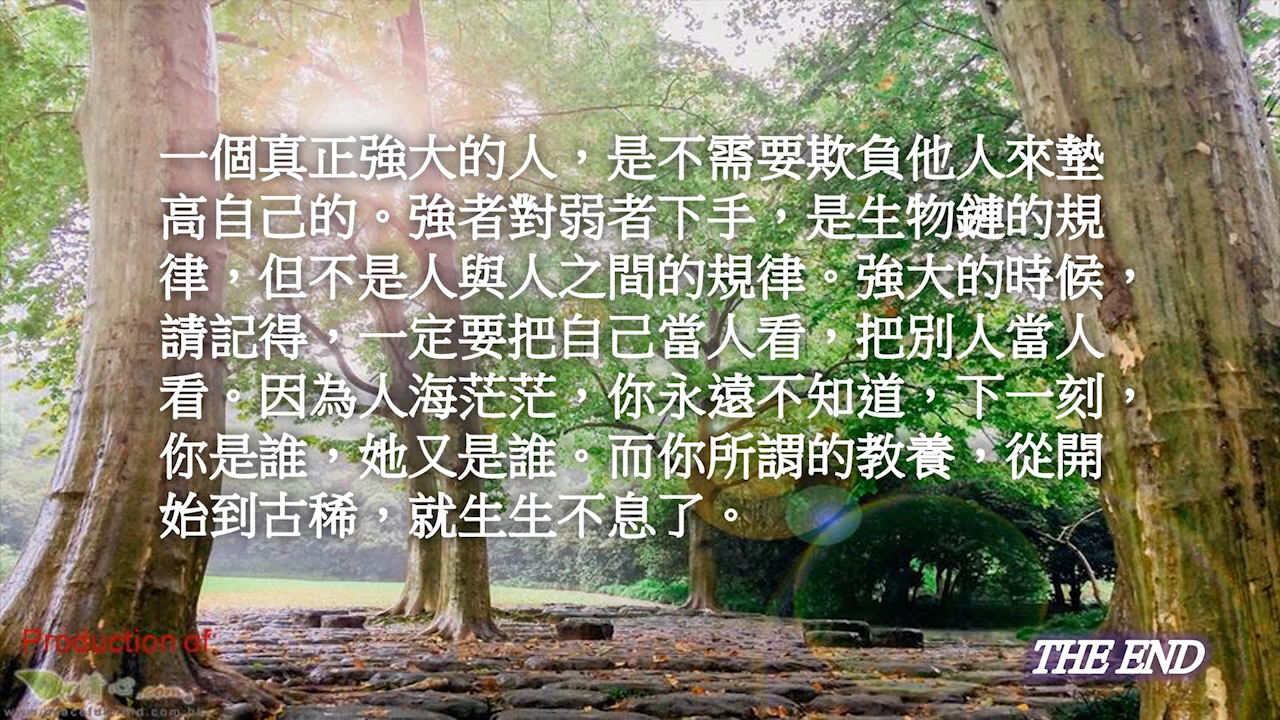 一個真正強大的人，是不需要欺負他人來墊
高自己的。強者對弱者下手，是生物鏈的規
律，但不是人與人之間的規律。強大的時候，
請記得，一定要把自己當人看，把別人當人
看。因為人海茫茫，你永遠不知道，下一刻，
你是誰，她又是誰。而你所謂的教養，從開
始到古稀，就生生不息了。
Production of
THE END